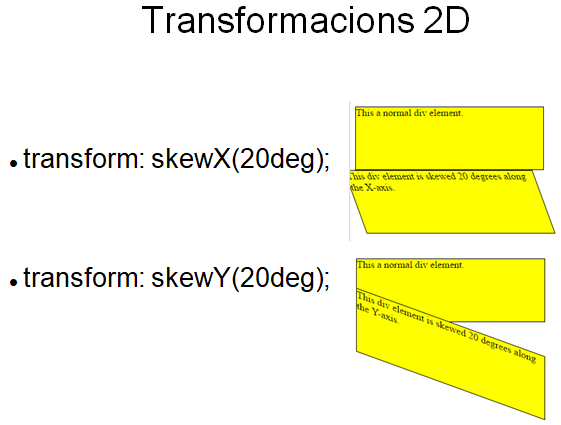 Transformacions 2D
• transform: skewX(20deg);
This a normal div element.
This div element is skewed 20 degrees along
the X-axis.
• transform: skewY(20deg);
This a normal div element.
This div element is skewed 20 degrees along
the Y-axis.